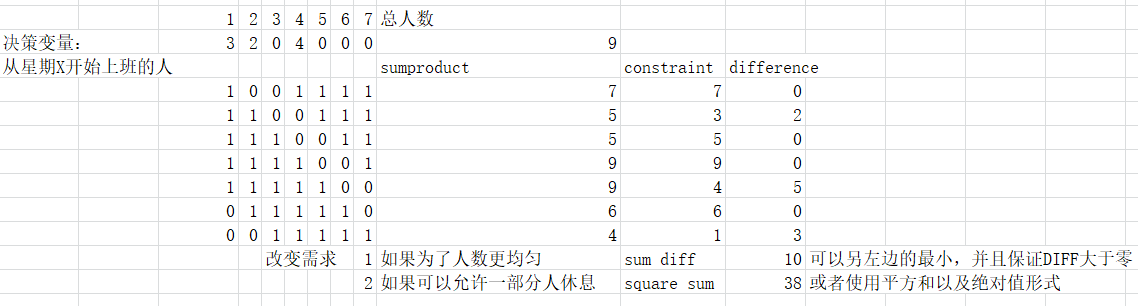 1 2 3 4 5 6 7 总人数
决策变量: 3 2 0 4 0 0 0 9
从星期X开始上班的人 sumproduct constraint difference
1 0 0 1 1 1 1 7 7 0
1 1 0 0 1 1 1 5 3 2
1 1 1 0 0 1 1 5 5 0
1 1 1 1 0 0 1 9 9 0
1 1 1 1 1 0 0 9 4 5
0 1 1 1 1 1 0 6 6 0
0 0 1 1 1 1 1 4 1 3
改变需求 1 如果为了人数更均匀 sum diff 10 可以另左边的最小，并且保证DIFF大于零
2 如果可以允许一部分人休息 square sum 38 或者使用平方和以及绝对值形式